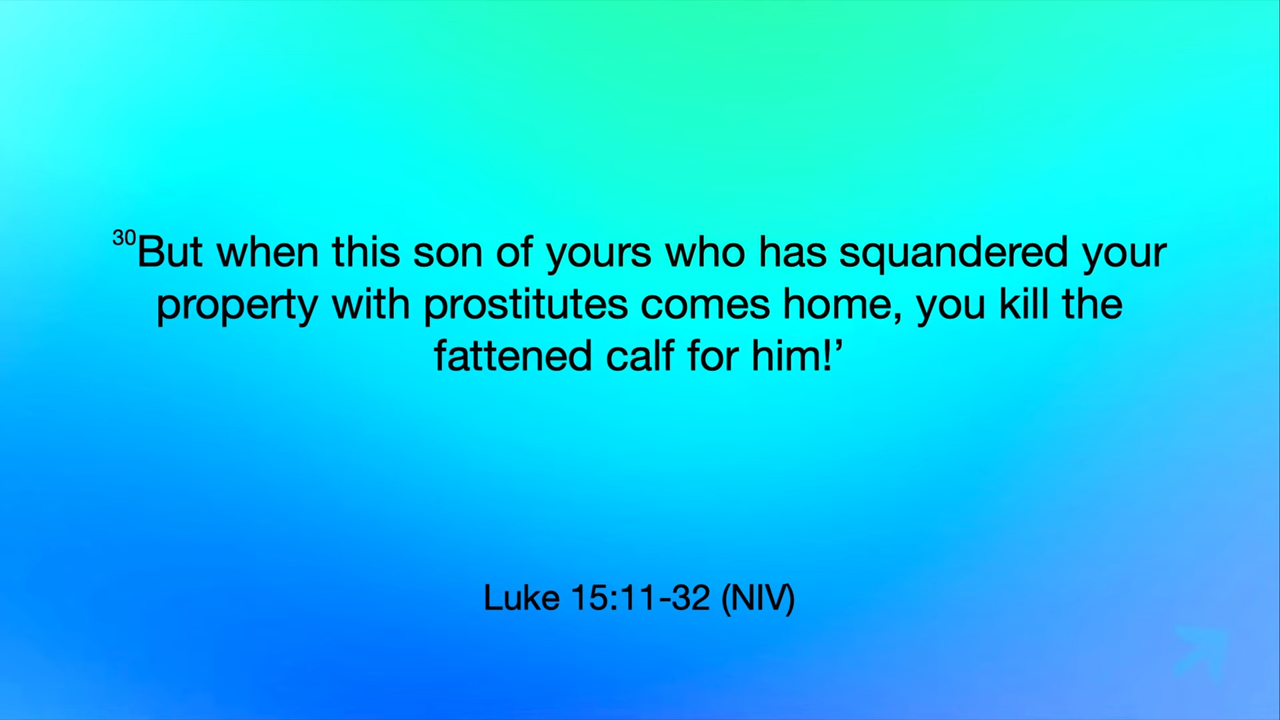 ³⁰But when this son of yours who has squandered your
property with prostitutes comes home, you kill the
fattened calf for him!’
Luke 15:11-32 (NIV)